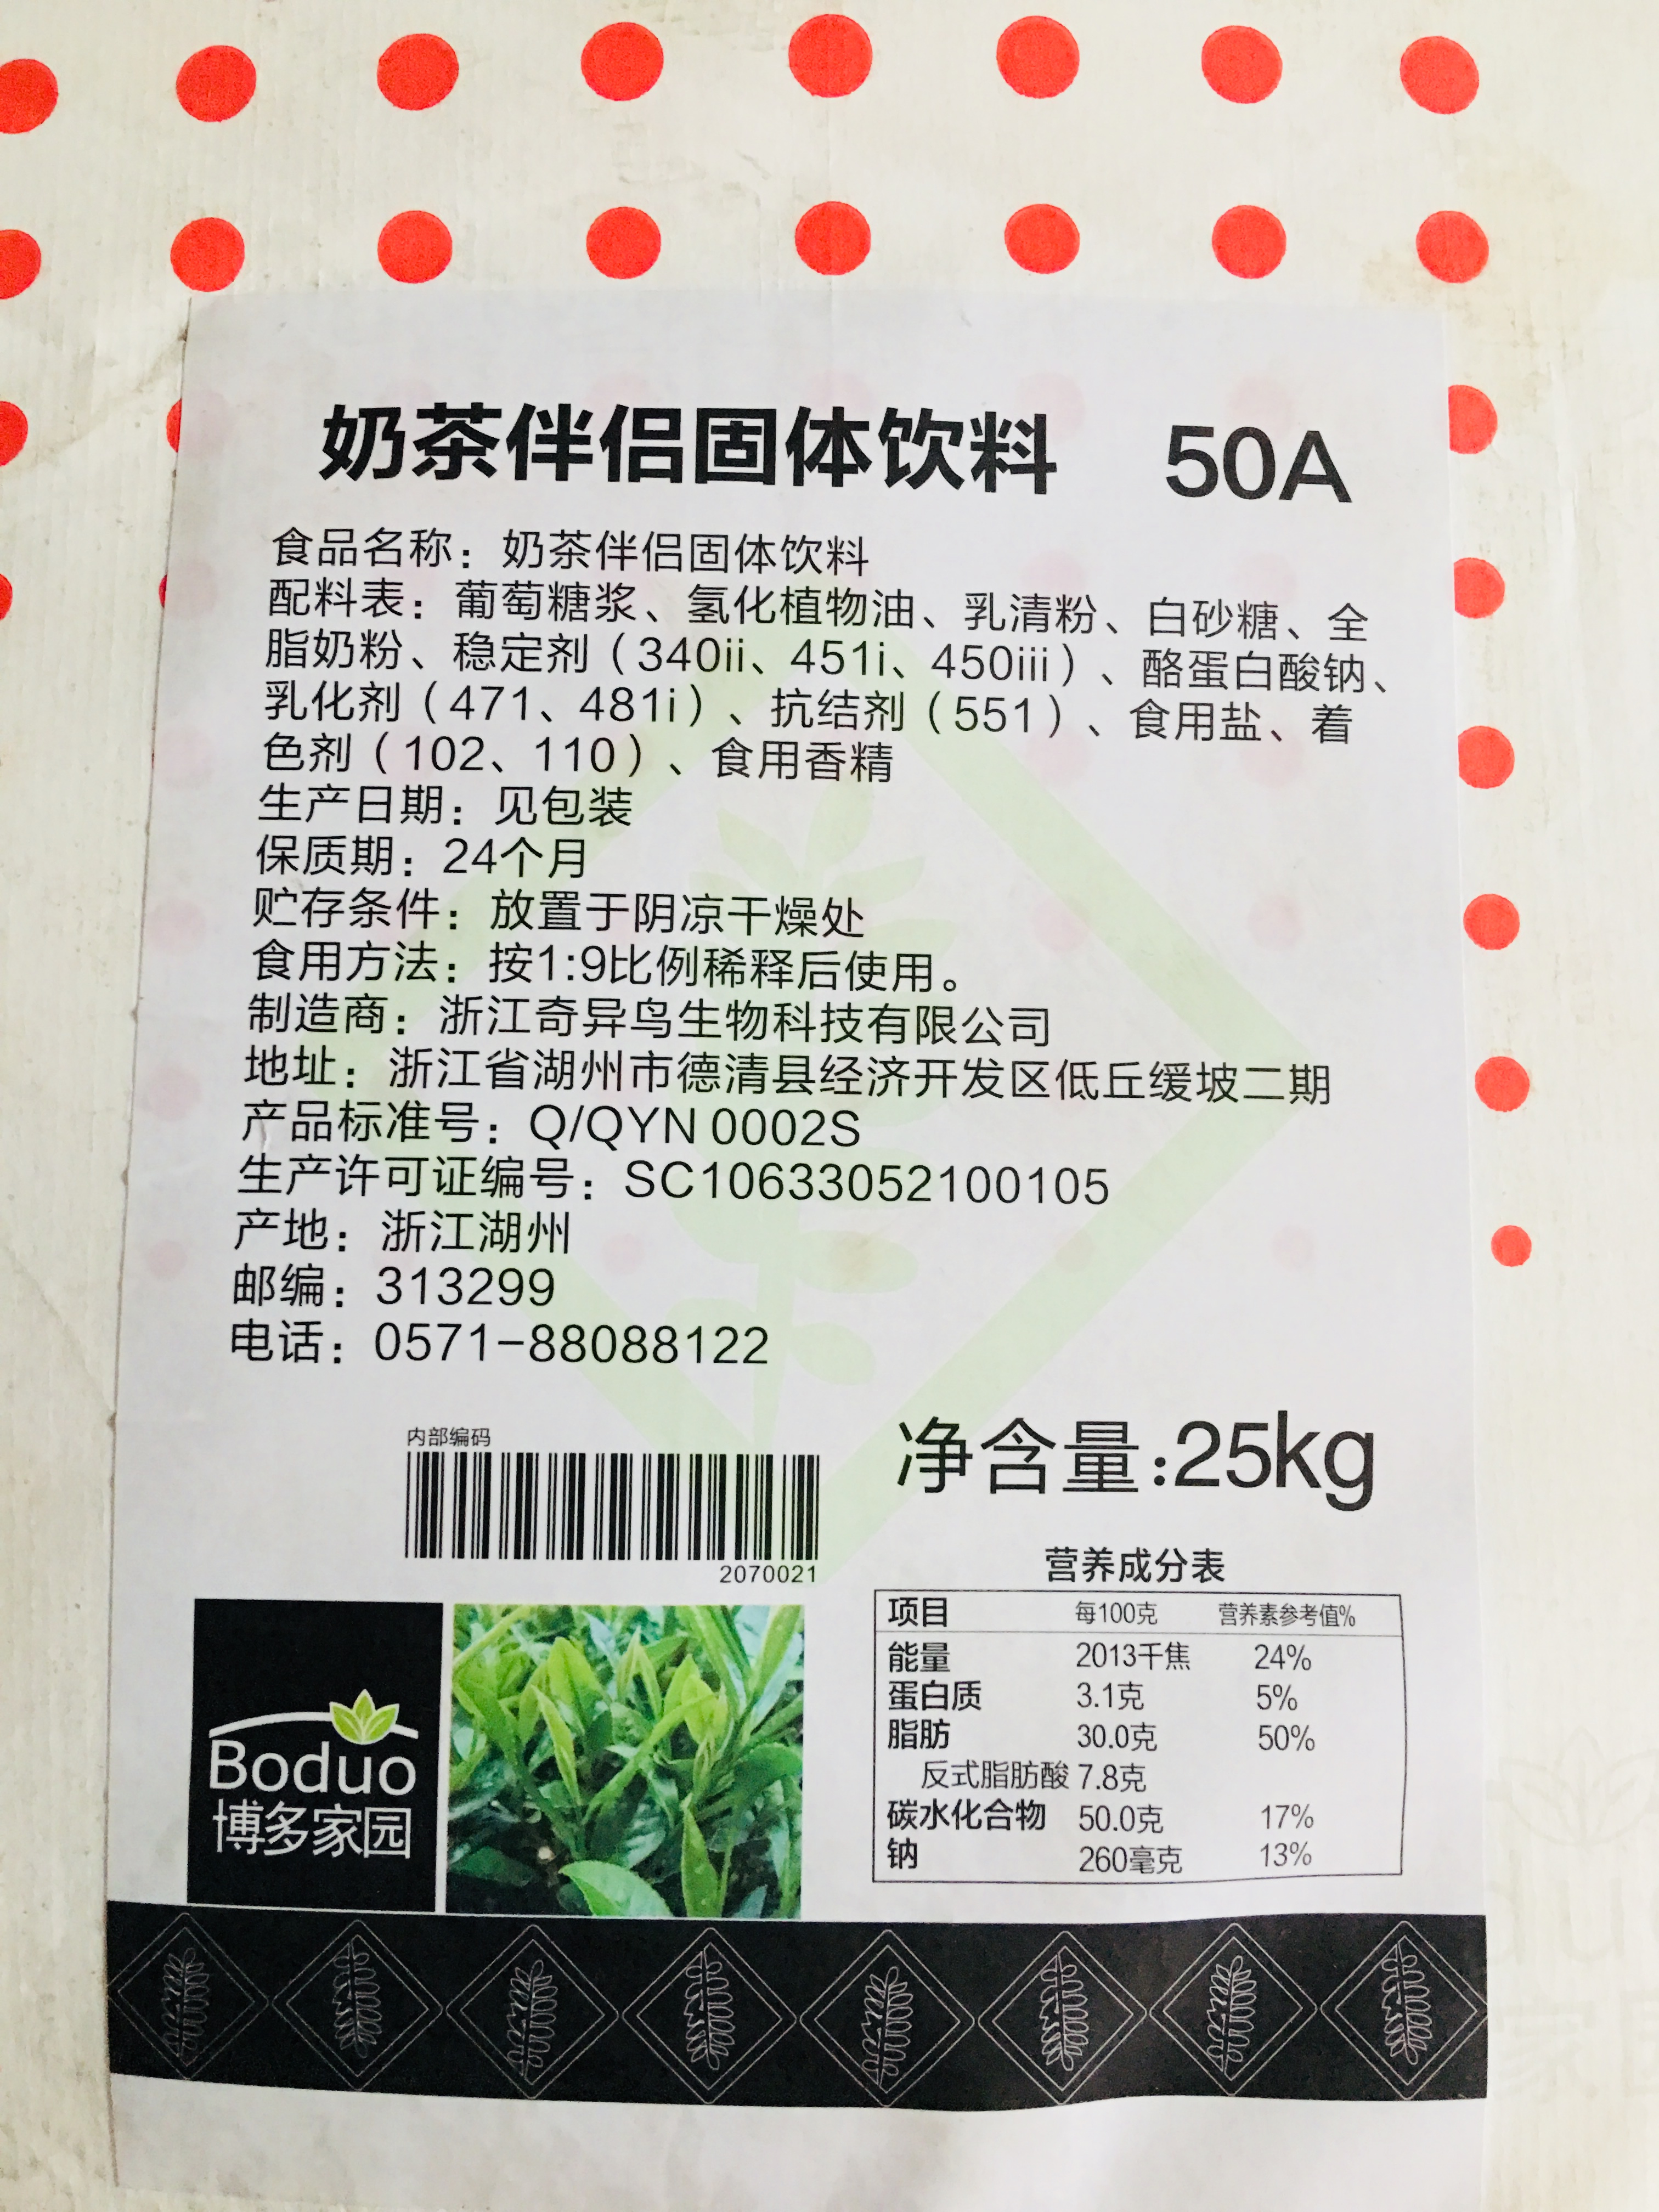 奶茶伴侣固体饮料 50A
食品名称：奶茶伴侣固体饮料
配料表：葡萄糖浆、氢化植物油、乳清粉、白砂糖、全
脂奶粉、稳定剂（340ii、451i、450iii）、酪蛋白酸钠、
乳化剂（471、481i）、抗结剂（551）、食用盐、着
色剂（102、110）、食用香精
生产日期：见包装
保质期：24个月
贮存条件：放置于阴凉干燥处
食用方法：按1:9比例稀释后使用。
制造商：浙江奇异鸟生物科技有限公司
地址：浙江省湖州市德清县经济开发区低丘缓坡二期
产品标准号：Q/QYN 0002S
生产许可证编号：SC10633052100105
产地：浙江湖州
邮编：313299
电话：0571-88088122
内部编码
2070021
净含量:25kg
营养成分表
项目 每100克 营养素参考值%
能量 2013千焦 24%
蛋白质 3.1克 5%
脂肪 30.0克 50%
反式脂肪酸 7.8克
碳水化合物 50.0克 17%
钠 260毫克 13%
Boduo
博多家园